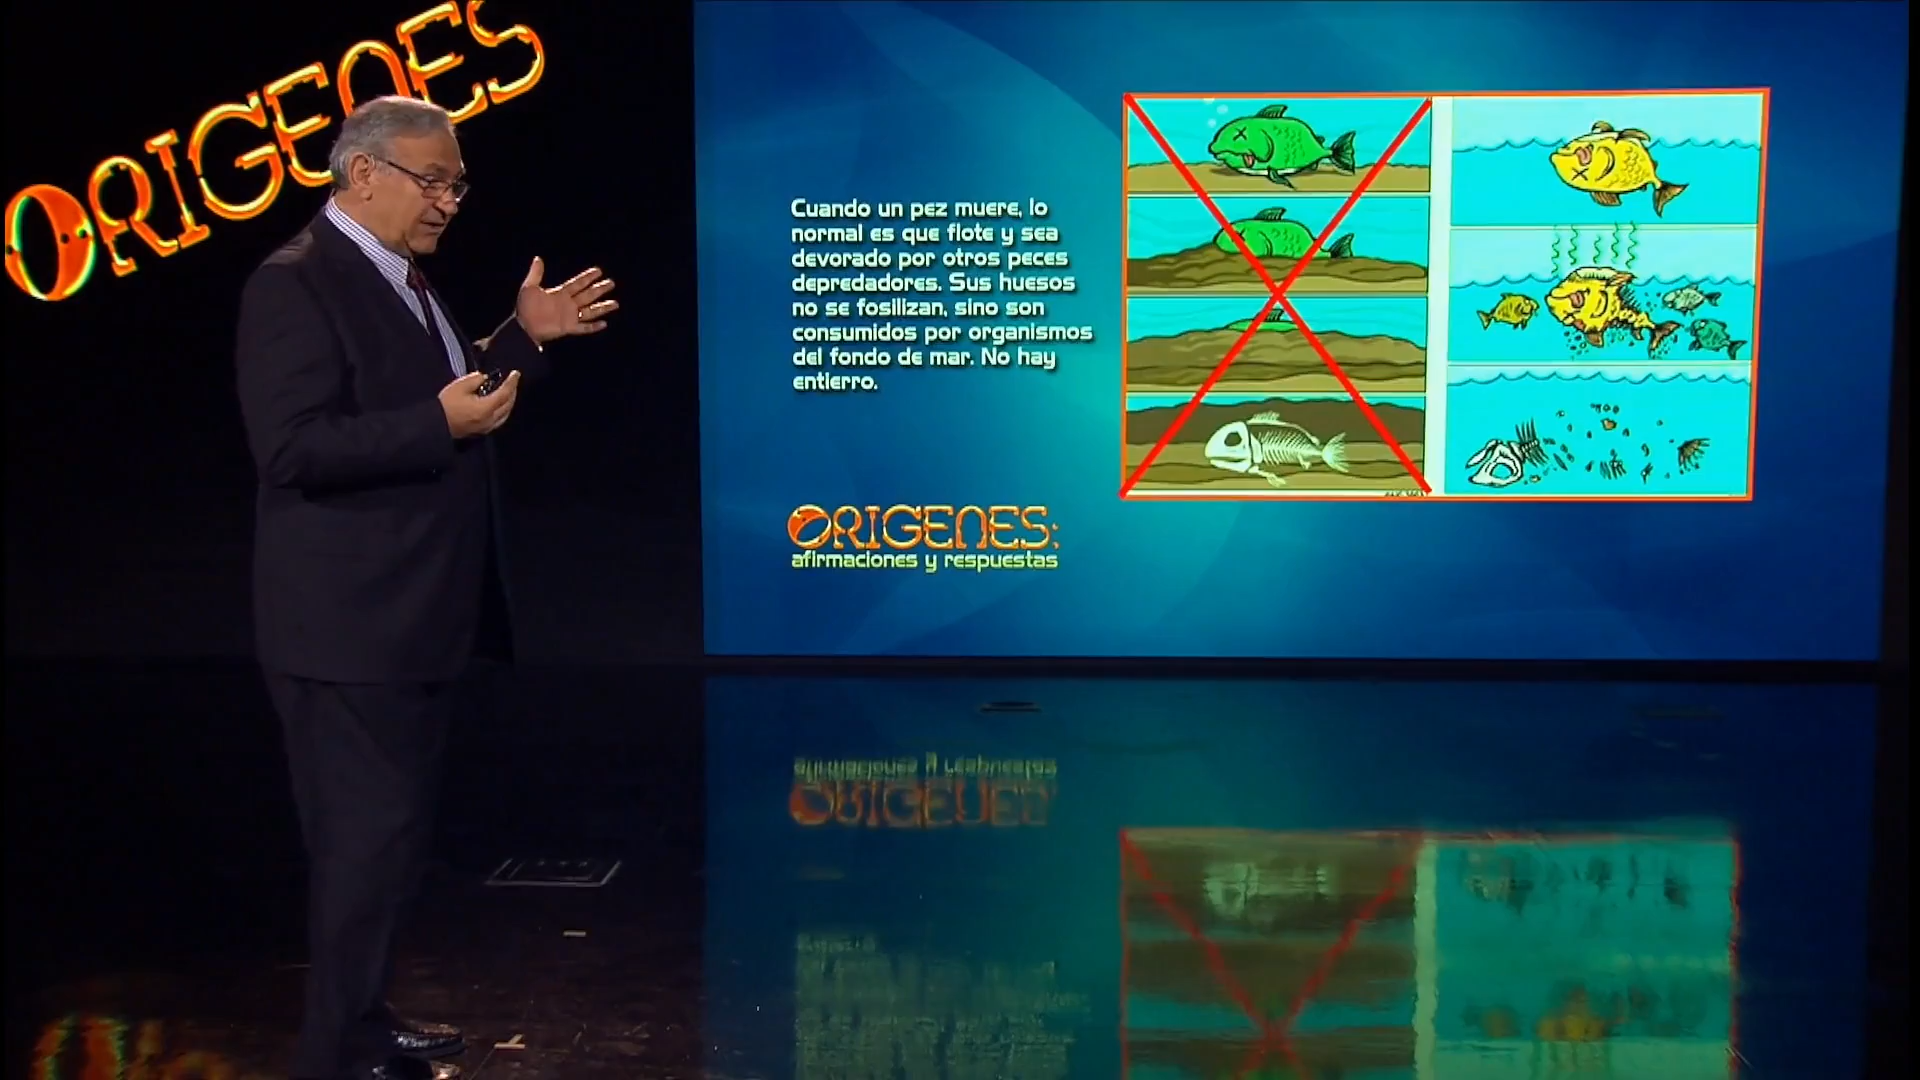 ORIGENES
Cuando un pez muere, lo
normal es que flote y sea
devorado por otros peces
depredadores. Sus huesos
no se fosilizan, sino son
consumidos por organismos
del fondo de mar. No hay
entierro.
ORIGENES:
afirmaciones y respuestas